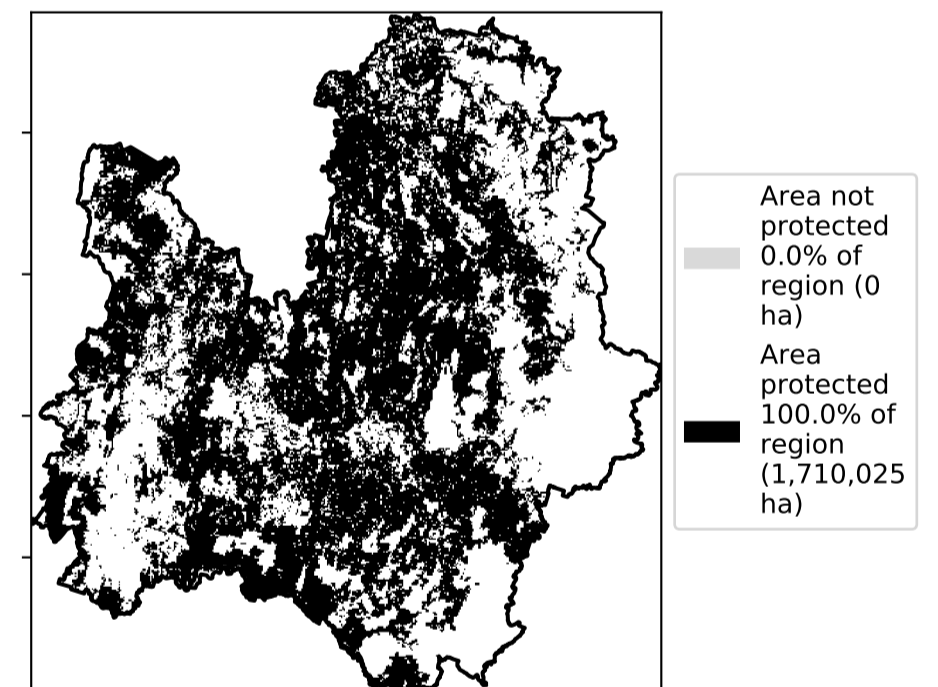 Area not
protected
0.0% of
region (0
ha)
Area
protected
100.0% of
region
(1,710,025
ha)